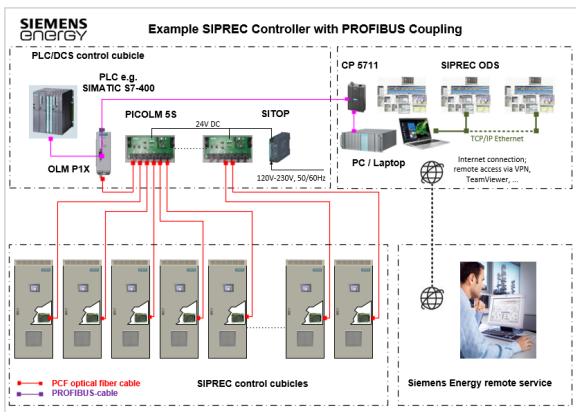 SIEMENS
energy
Example SIPREC Controller with PROFIBUS Coupling
PLC/DCS control cubicle
PLC e.g.
SIMATIC S7-400
PICOLM 5S
24V DC
SITOP
OLM P1X
120V-230V, 50/60Hz
CP 5711
SIPREC ODS
TCP/IP Ethernet
PC / Laptop
Internet connection;
remote access via VPN,
TeamViewer, ...
PCF optical fiber cable
PROFIBUS-cable
SIPREC control cubicles
Siemens Energy remote service